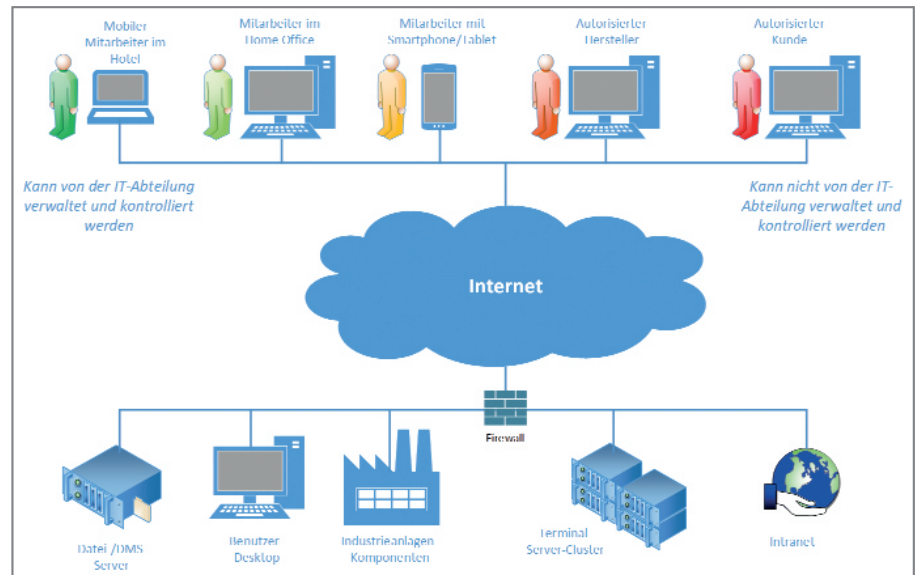 Mobiler
Mitarbeiter im
Hotel
Mitarbeiter im
Home Office
Mitarbeiter mit
Smartphone/Tablet
Autorisierter
Hersteller
Autorisierter
Kunde
Kann von der IT-Abteilung
verwaltet und kontrolliert
werden
Kann nicht von der IT-
Abteilung verwaltet und
kontrolliert werden
Internet
Firewall
Datei /DMS
Server
Benutzer
Desktop
Industrieanlagen
Komponenten
Terminal
Server-Cluster
Intranet